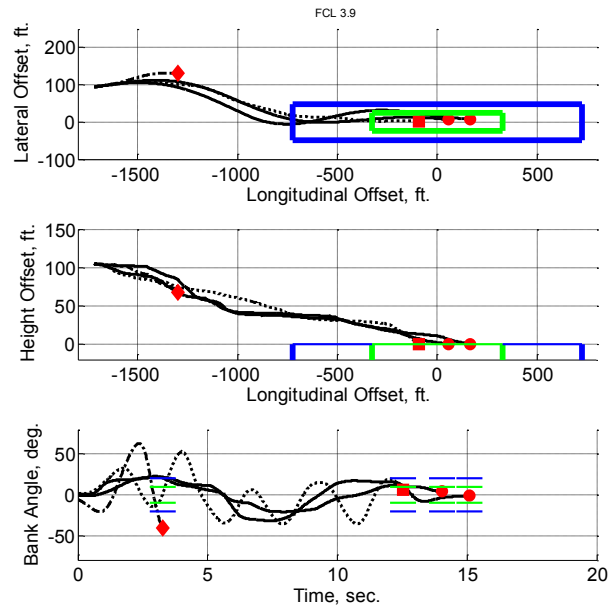 FCL 3.9
200
100
0
-100
Lateral Offset, ft.
-1500 -1000 -500 0 500
Longitudinal Offset, ft.
150
100
50
0
Height Offset, ft.
-1500 -1000 -500 0 500
Longitudinal Offset, ft.
50
0
-50
Bank Angle, deg.
0 5 10 15 20
Time, sec.